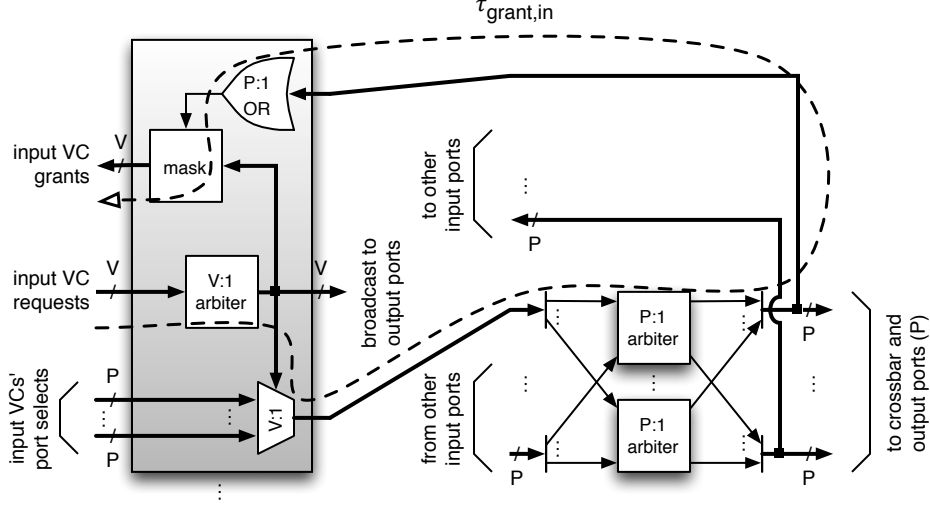 τgrant,in
P:1
OR
V
input VC
grants
mask
to other
input ports
...
P
input VC
requests
V
V:1
arbiter
V
broadcast to
output ports
P:1
arbiter
...
P:1
arbiter
...
...
...
...
P
...
P
to crossbar and
output ports (P)
input VCs'
port selects
P
...
P
...
V:1
from other
input ports
...
P
...